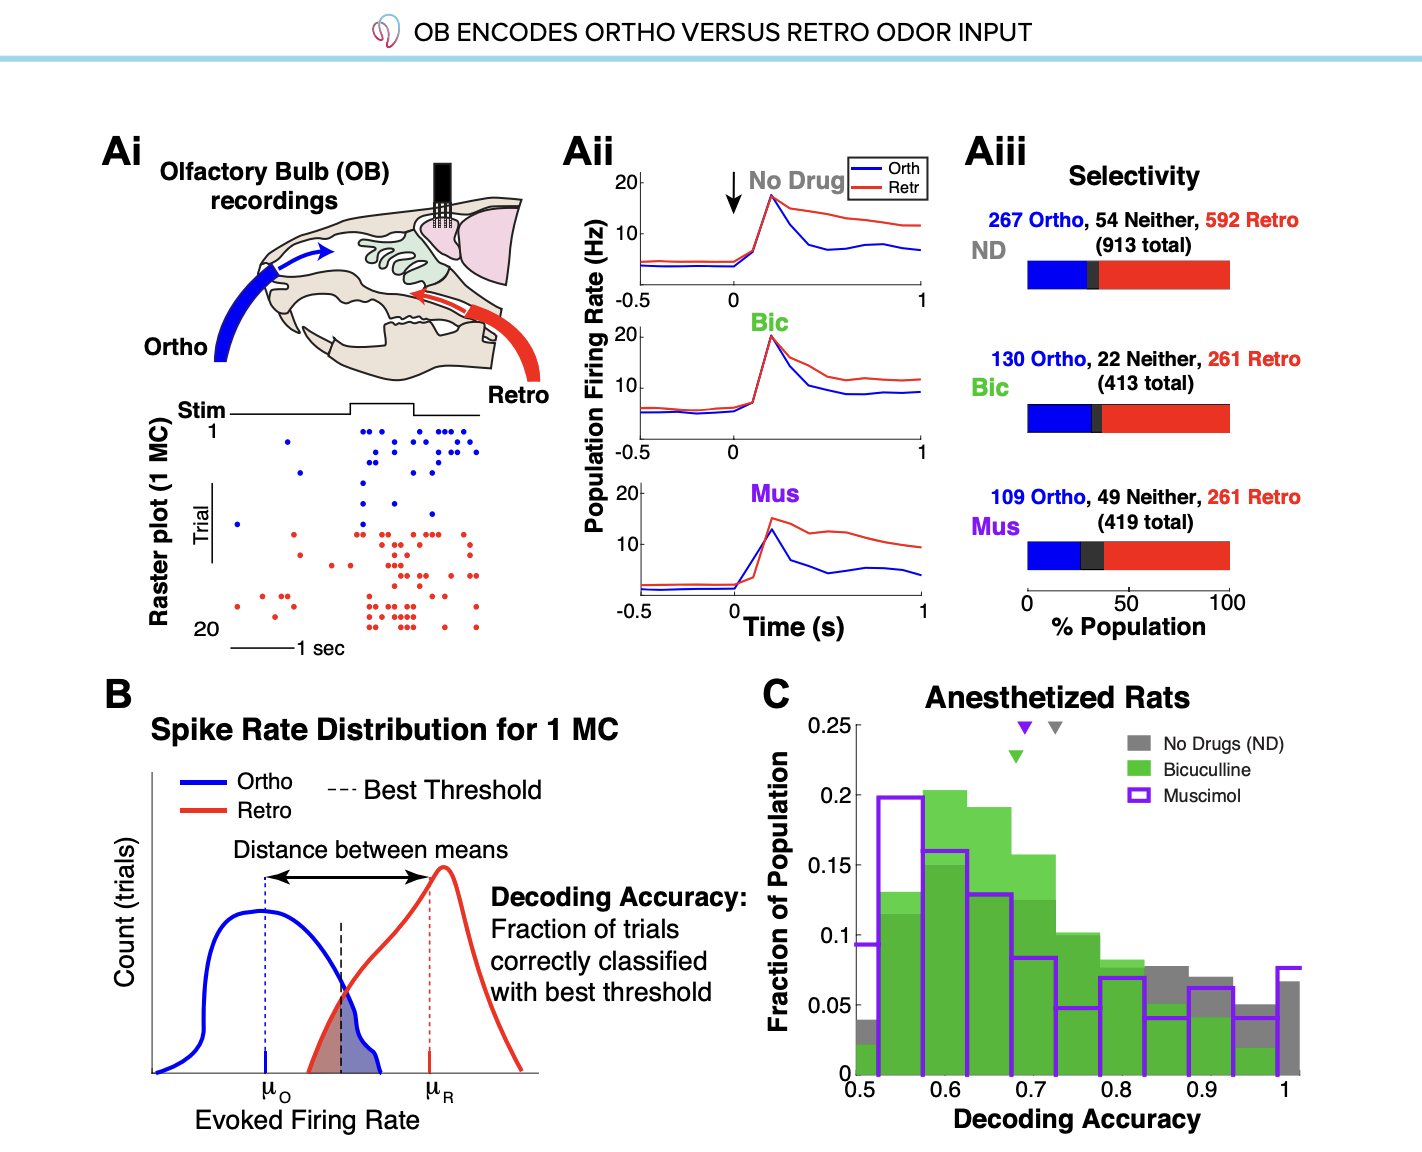 OB ENCODES ORTHO VERSUS RETRO ODOR INPUT
Ai
Olfactory Bulb (OB)
recordings
Ortho
Retro
Stim
1
Raster plot (1 MC)
Trial
20
1 sec
Aii
Population Firing Rate (Hz)
No Drug
Orth
Retr
20
10
-0.5
0
1
Bic
20
10
-0.5
0
1
Mus
20
10
-0.5
0
1
Time (s)
Aiii
Selectivity
267 Ortho, 54 Neither, 592 Retro
(913 total)
ND
130 Ortho, 22 Neither, 261 Retro
(413 total)
Bic
109 Ortho, 49 Neither, 261 Retro
(419 total)
Mus
0
50
100
% Population
B
Spike Rate Distribution for 1 MC
Ortho
Retro
Best Threshold
Distance between means
Count (trials)
Decoding Accuracy:
Fraction of trials
correctly classified
with best threshold
μO
μR
Evoked Firing Rate
C
Anesthetized Rats
No Drugs (ND)
Bicuculline
Muscimol
Fraction of Population
0.25
0.2
0.15
0.1
0.05
0
0.5
0.6
0.7
0.8
0.9
1
Decoding Accuracy